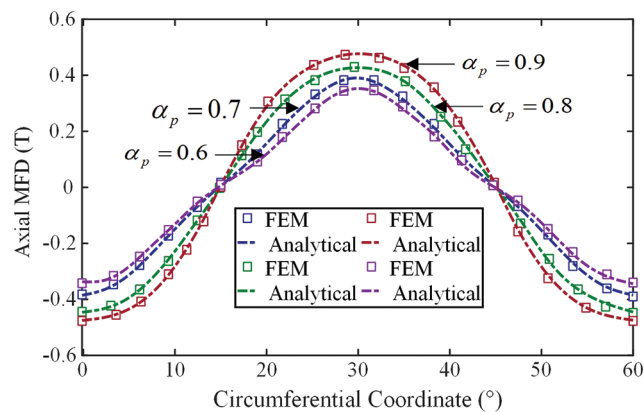 0.6
0.4
α_p = 0.9
α_p = 0.7
α_p = 0.8
0.2
α_p = 0.6
Axial MFD (T)
0
FEM FEM
Analytical Analytical
FEM FEM
Analytical Analytical
-0.2
-0.4
-0.6
0 10 20 30 40 50 60
Circumferential Coordinate (°)